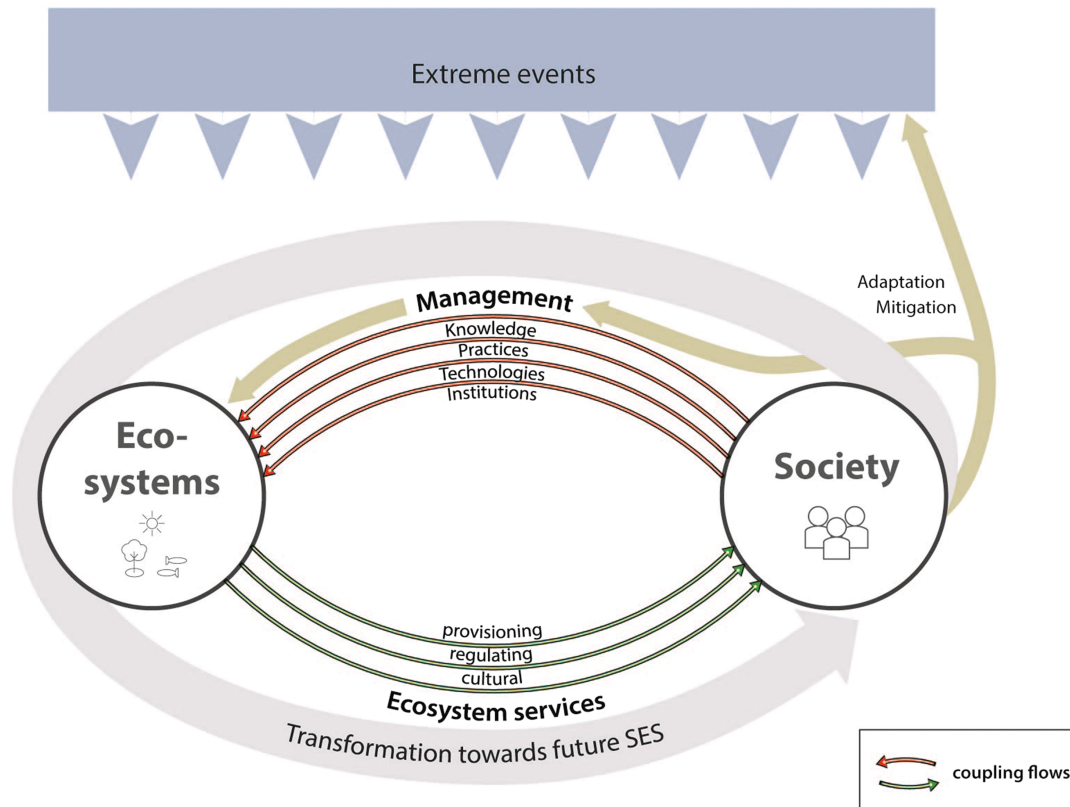 Extreme events
Adaptation
Mitigation
Management
Knowledge
Practices
Technologies
Institutions
Eco-
systems
Society
provisioning
regulating
cultural
Ecosystem services
Transformation towards future SES
coupling flows